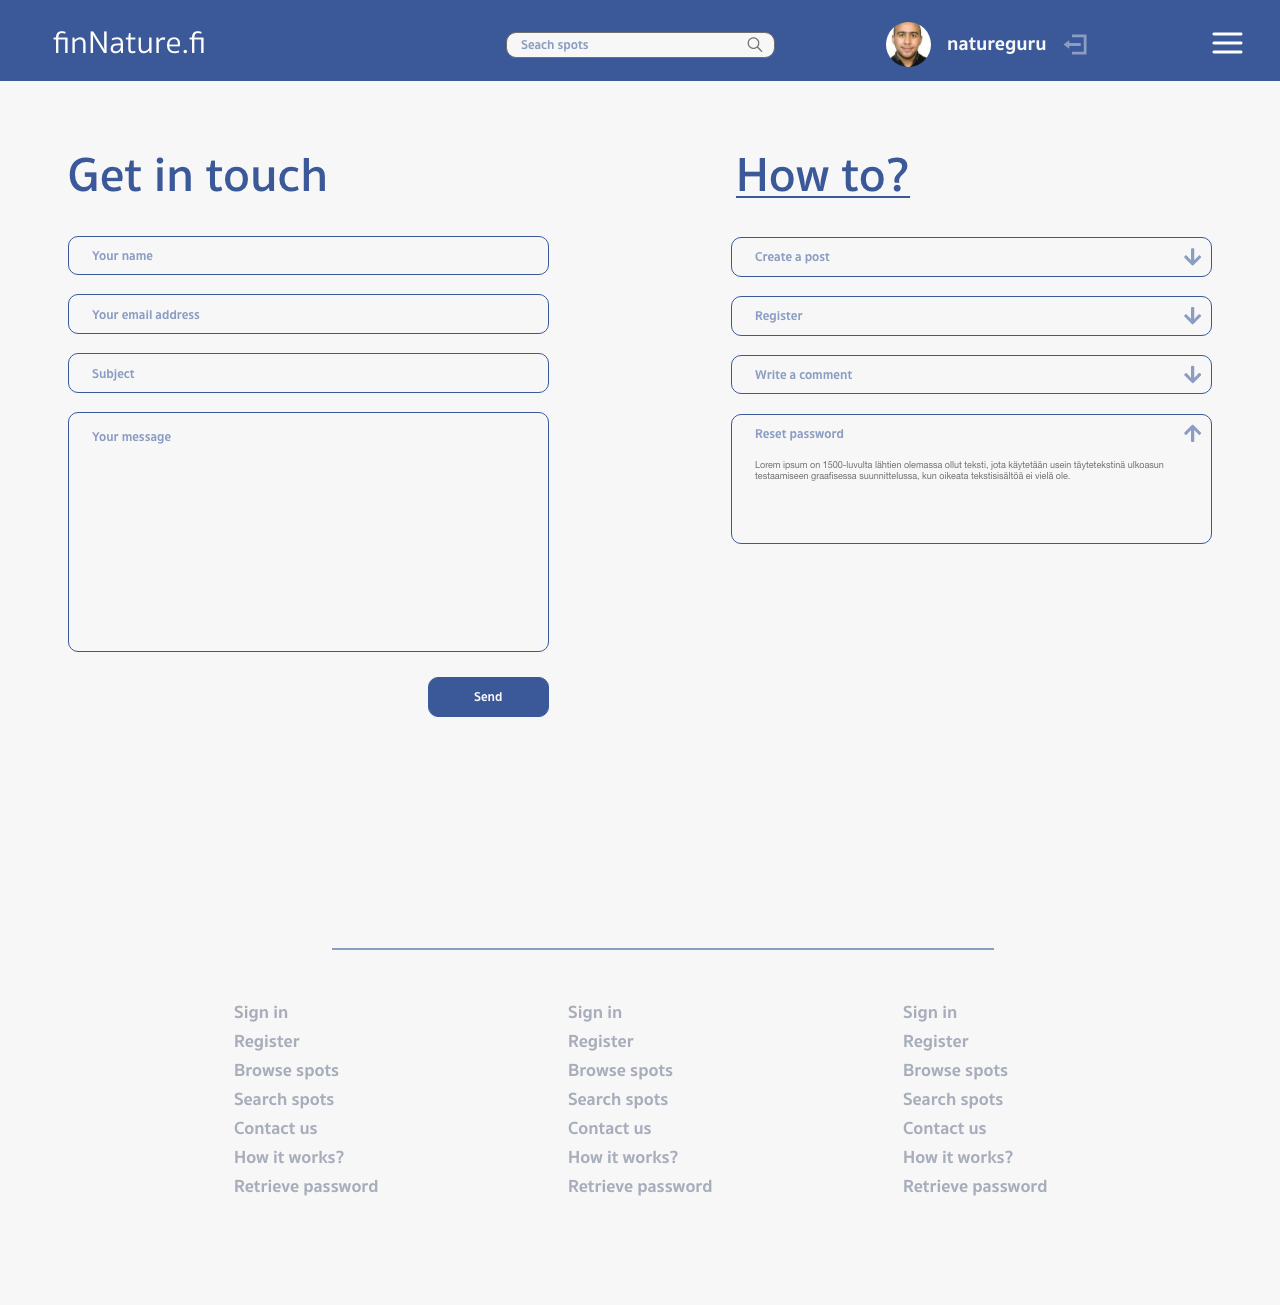 finNature.fi
Seach spots
natureguru
Get in touch
Your name
Your email address
Subject
Your message
Send
How to?
Create a post
Register
Write a comment
Reset password
Lorem ipsum on 1500-luvulta lähtien olemassa ollut teksti, jota käytetään usein täytetekstinä ulkoasun
testaamiseen graafisessa suunnittelussa, kun oikeata tekstisisältöä ei vielä ole.
Sign in
Register
Browse spots
Search spots
Contact us
How it works?
Retrieve password
Sign in
Register
Browse spots
Search spots
Contact us
How it works?
Retrieve password
Sign in
Register
Browse spots
Search spots
Contact us
How it works?
Retrieve password